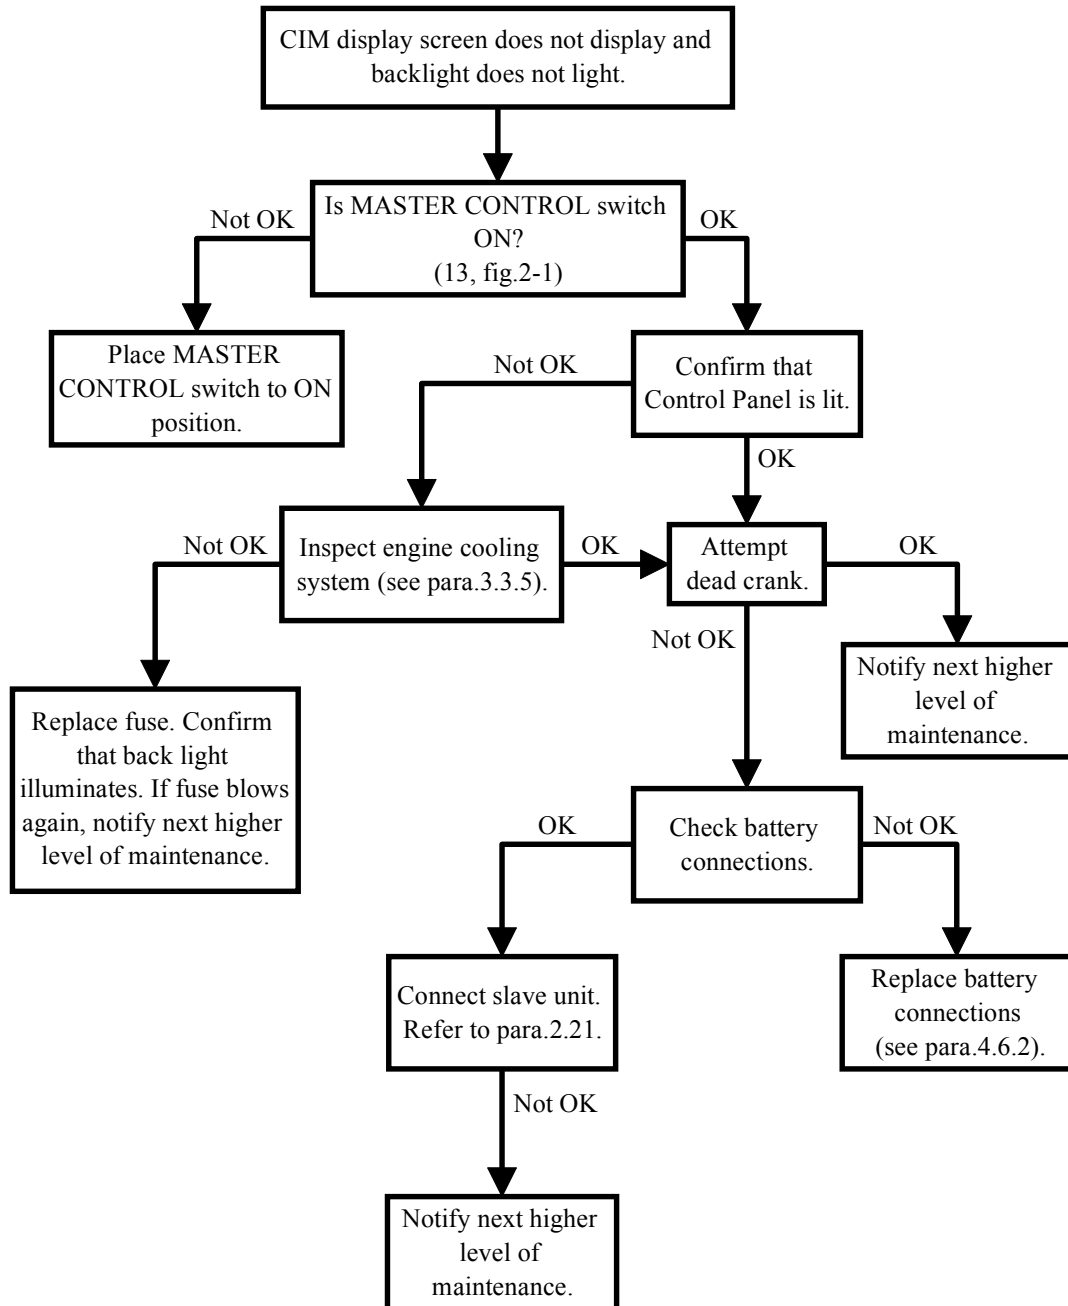 CIM display screen does not display and
backlight does not light.
Is MASTER CONTROL switch
ON?
(13, fig.2-1)
Not OK
OK
Place MASTER
CONTROL switch to ON
position.
Confirm that
Control Panel is lit.
Not OK
OK
Inspect engine cooling
system (see para.3.3.5).
Not OK
OK
Attempt
dead crank.
OK
Not OK
Notify next higher
level of
maintenance.
Replace fuse. Confirm
that back light
illuminates. If fuse blows
again, notify next higher
level of maintenance.
Check battery
connections.
OK
Not OK
Connect slave unit.
Refer to para.2.21.
Replace battery
connections
(see para.4.6.2).
Not OK
Notify next higher
level of
maintenance.